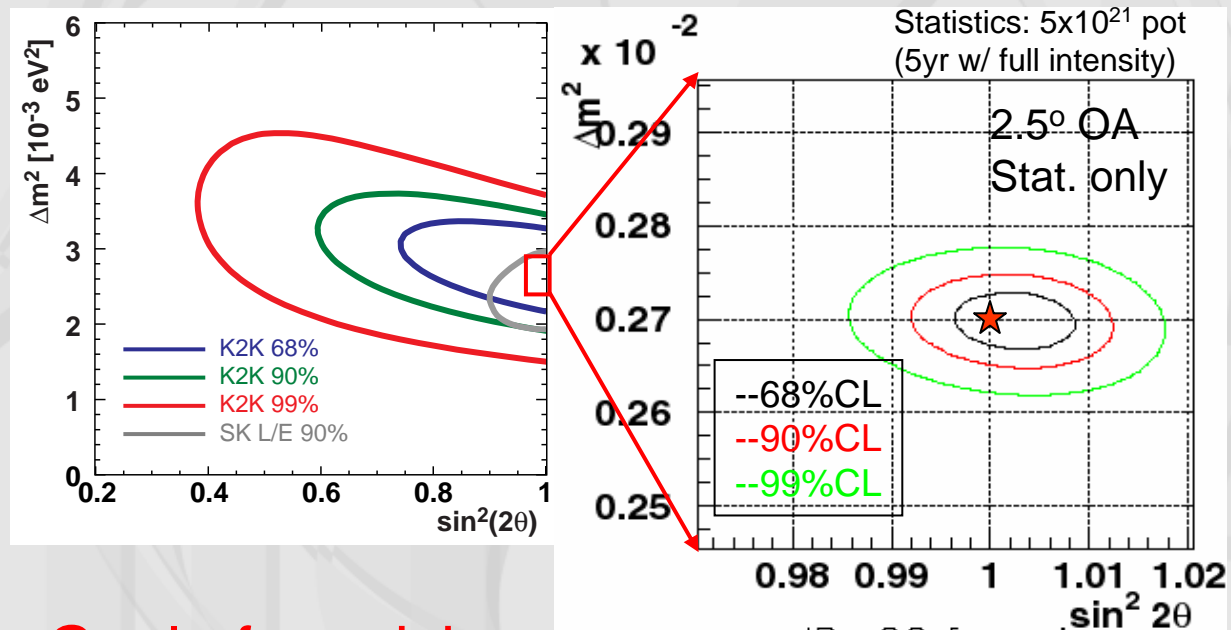 6
5
4
3
2
1
0
Δm² [10⁻³ eV²]
K2K 68%
K2K 90%
K2K 99%
SK L/E 90%
0.2 0.4 0.6 0.8 1
sin²(2θ)
Statistics: 5x10²¹ pot
(5yr w/ full intensity)
x 10 ⁻²
Δm²
0.29
0.28
0.27
0.26
0.25
2.5º OA
Stat. only
--68%CL
--90%CL
--99%CL
0.98 0.99 1 1.01 1.02
sin² 2θ